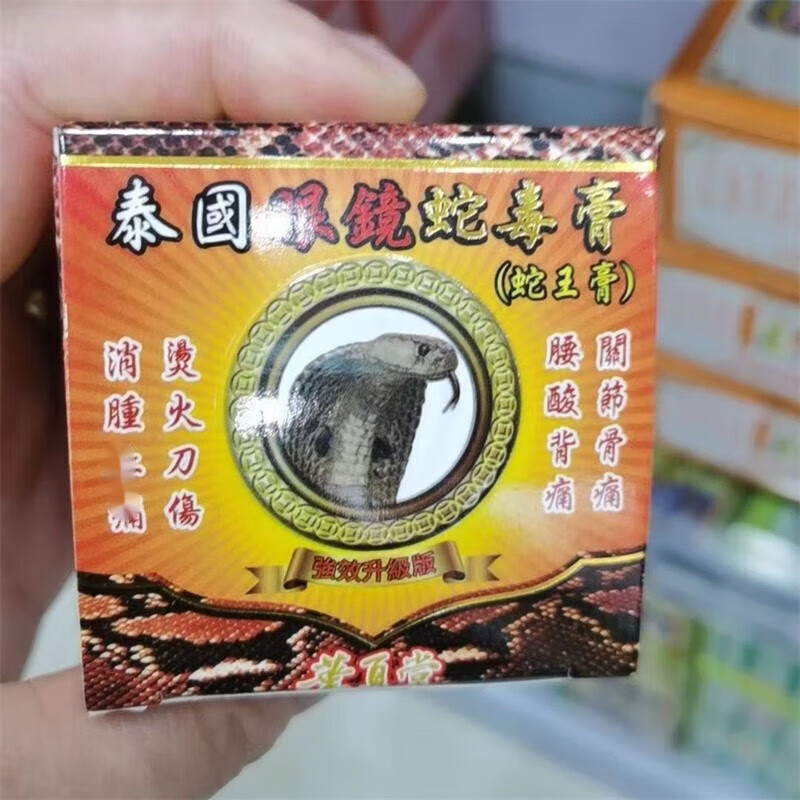 泰國眼鏡蛇毒膏
(蛇王膏)
關節骨痛
腰酸背痛
燙火刀傷
消腫
痛
強效升級版